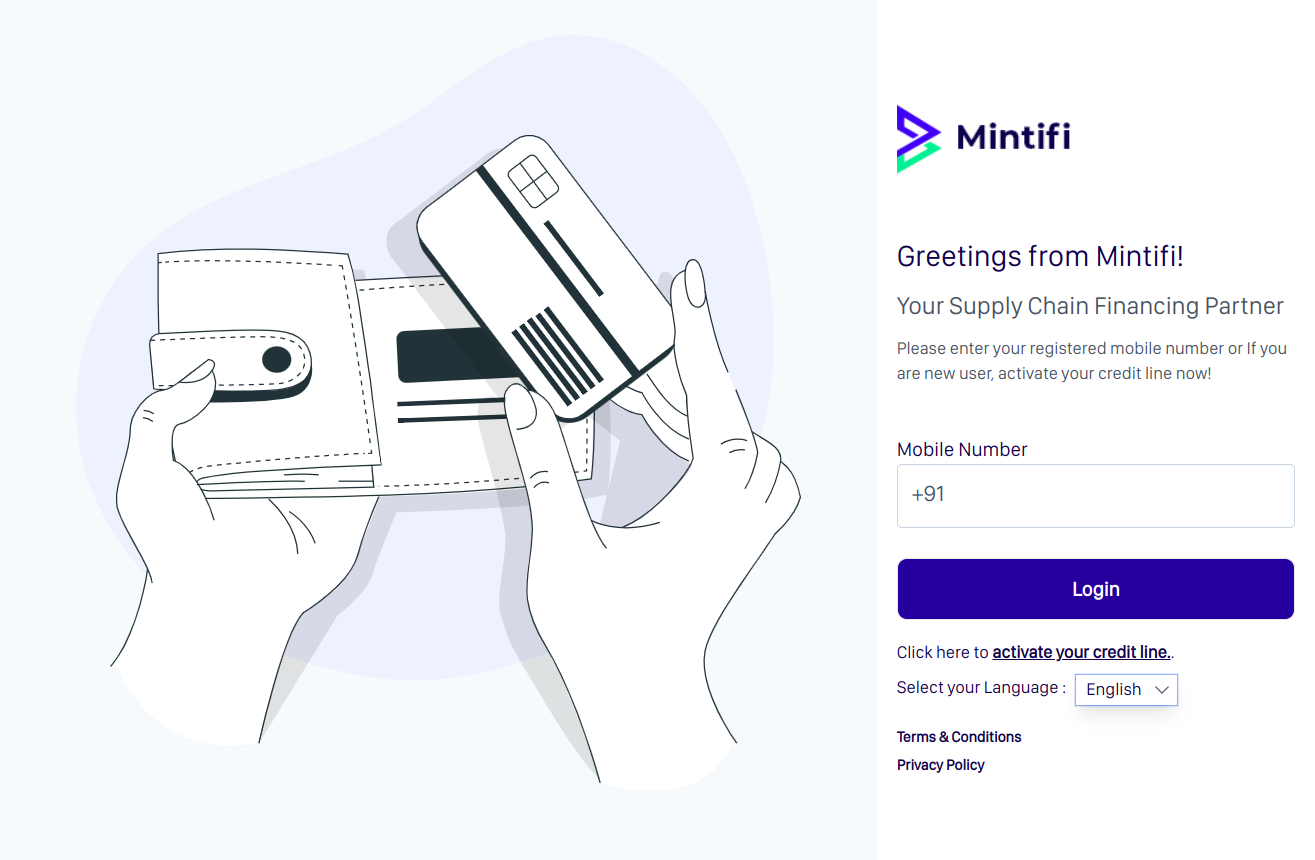 Mintifi
Greetings from Mintifi!
Your Supply Chain Financing Partner
Please enter your registered mobile number or If you
are new user, activate your credit line now!
Mobile Number
+91
Login
Click here to activate your credit line..
Select your Language : English
Terms & Conditions
Privacy Policy